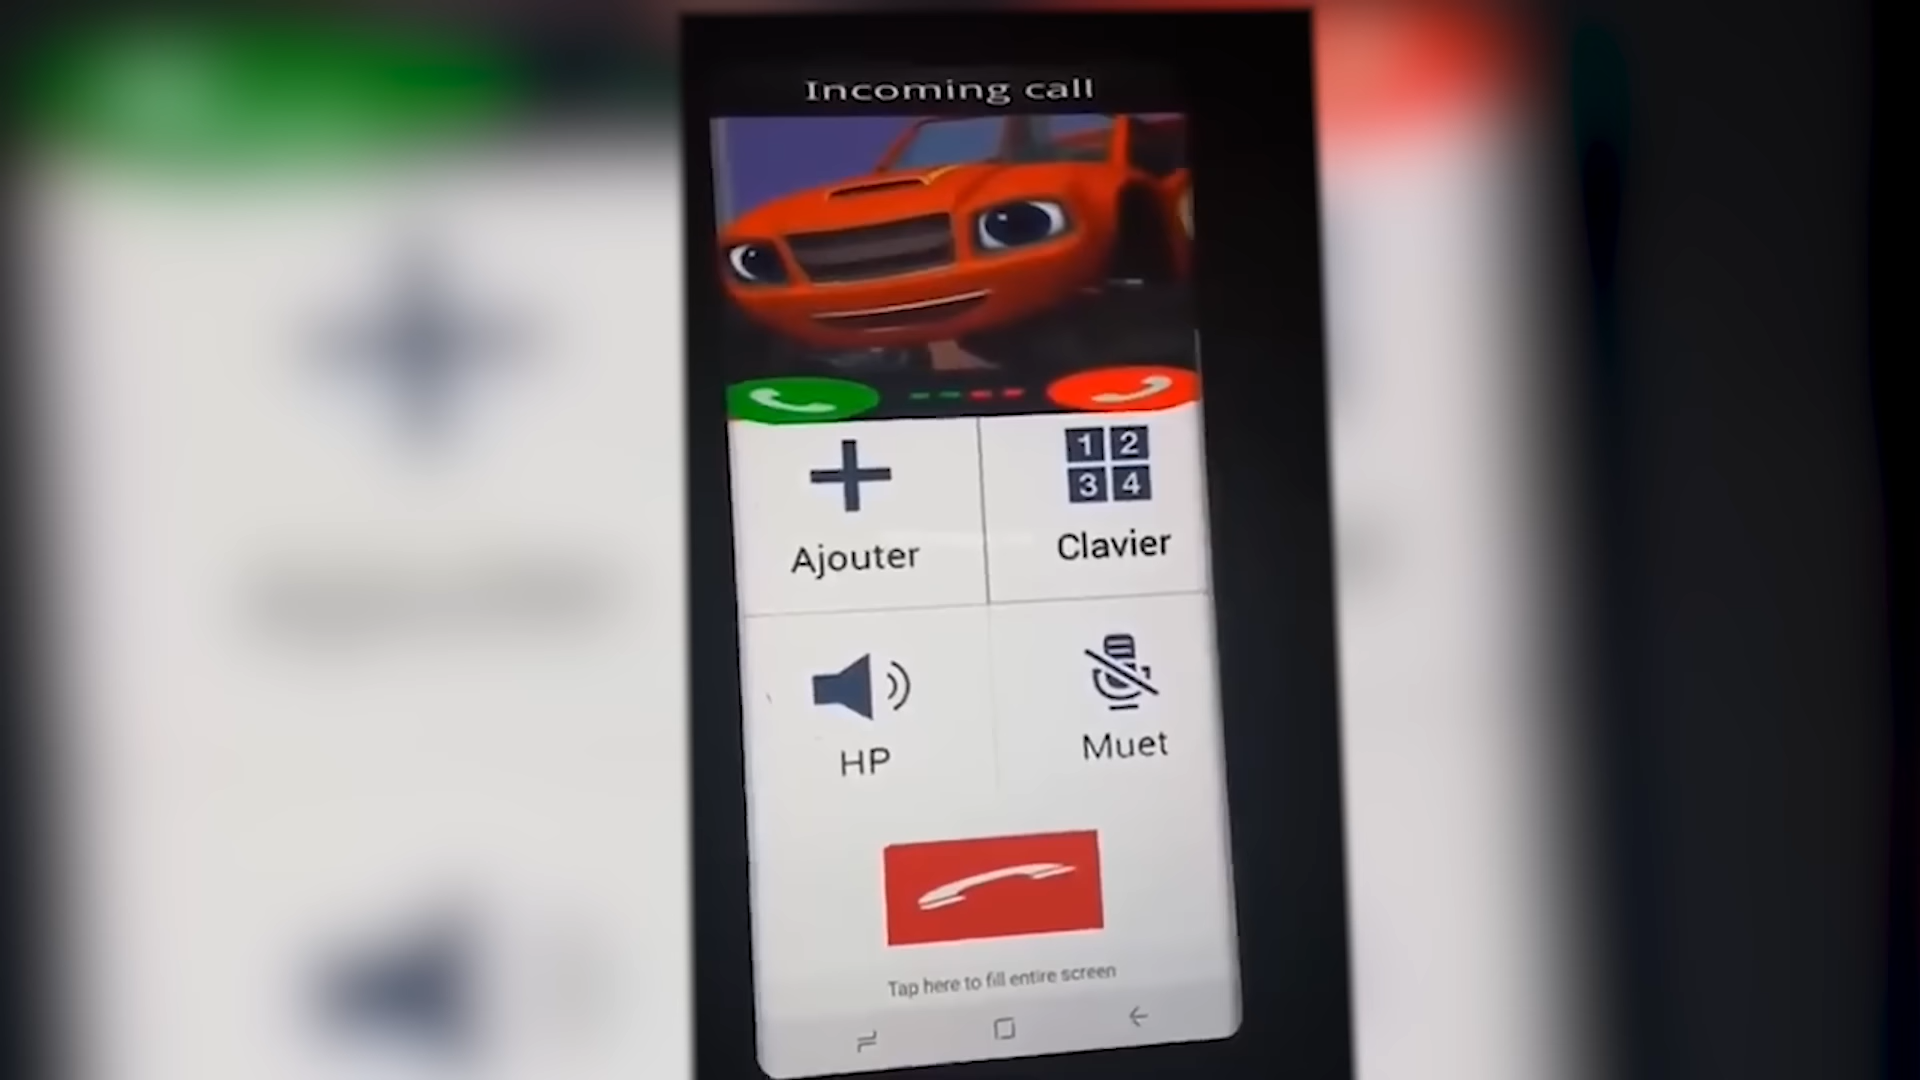 Incoming call
1 2
3 4
Ajouter
Clavier
HP
Muet
Tap here to fill entire screen